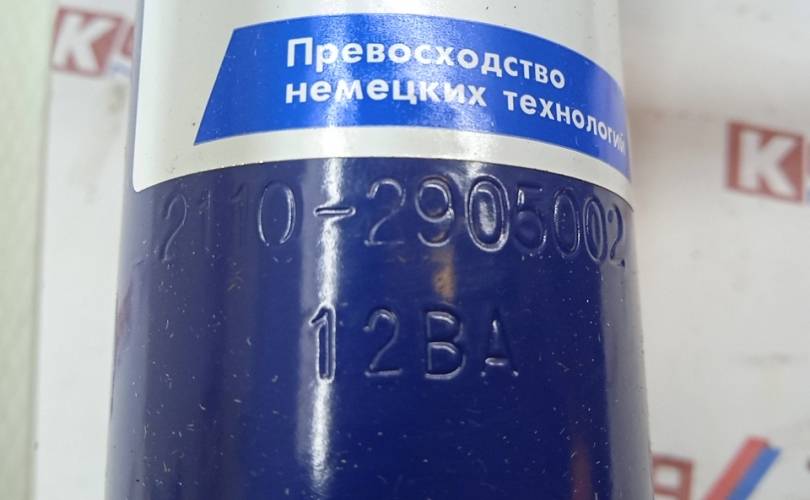 Превосходство
немецких технологий
2110-2905002
12BA